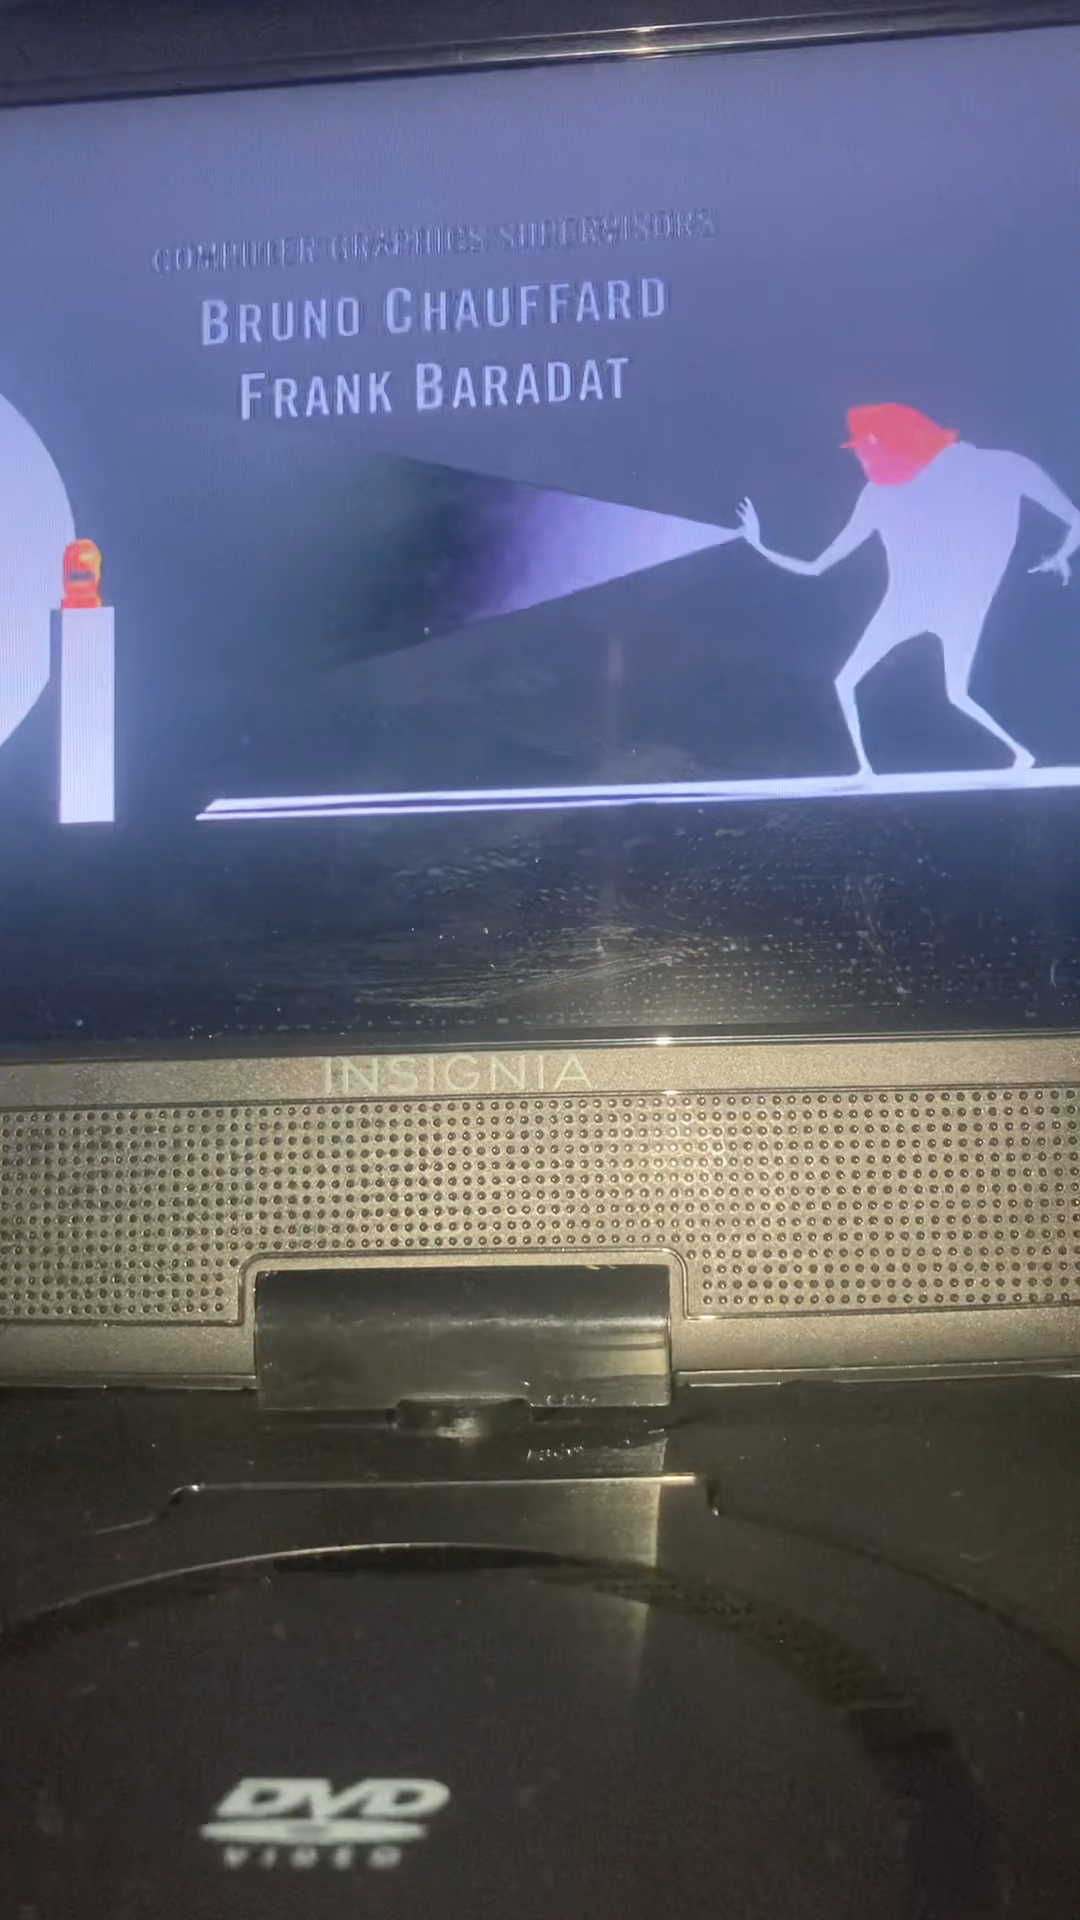 COMPUTER GRAPHICS SUPERVISORS
BRUNO CHAUFFARD
FRANK BARADAT
INSIGNIA
DVD
VIDEO